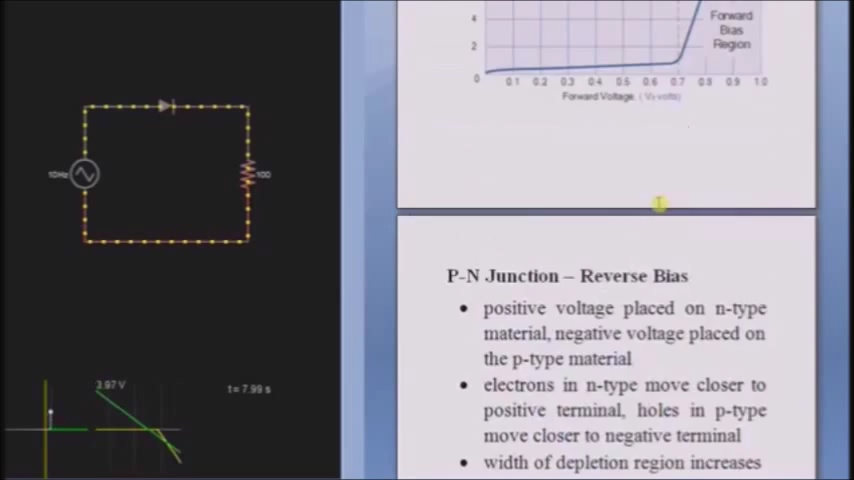 4
Forward
Bias
2
Region
0
0.1 0.2 0.3 0.4 0.5 0.6 0.7 0.8 0.9 1.0
Forward Voltage, (VF volts)
10Hz
100
P-N Junction – Reverse Bias
• positive voltage placed on n-type
material, negative voltage placed on
the p-type material
• electrons in n-type move closer to
positive terminal, holes in p-type
move closer to negative terminal
• width of depletion region increases
3.97 V
t = 7.99 s